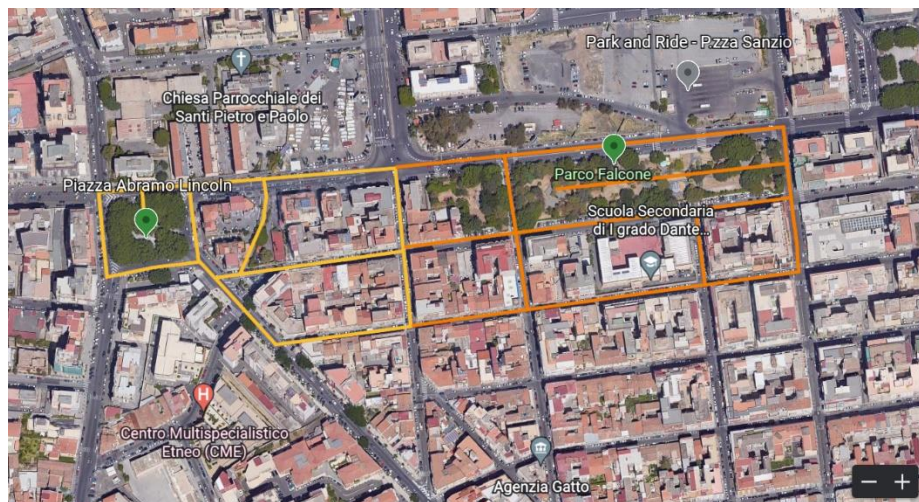 Park and Ride - P.zza Sanzio
Chiesa Parrocchiale dei
Santi Pietro e Paolo
Parco Falcone
Piazza Abramo Lincoln
Scuola Secondaria
di I grado Dante...
H
Centro Multispecialistico
Etneo (CME)
Agenzia Gatto
− +